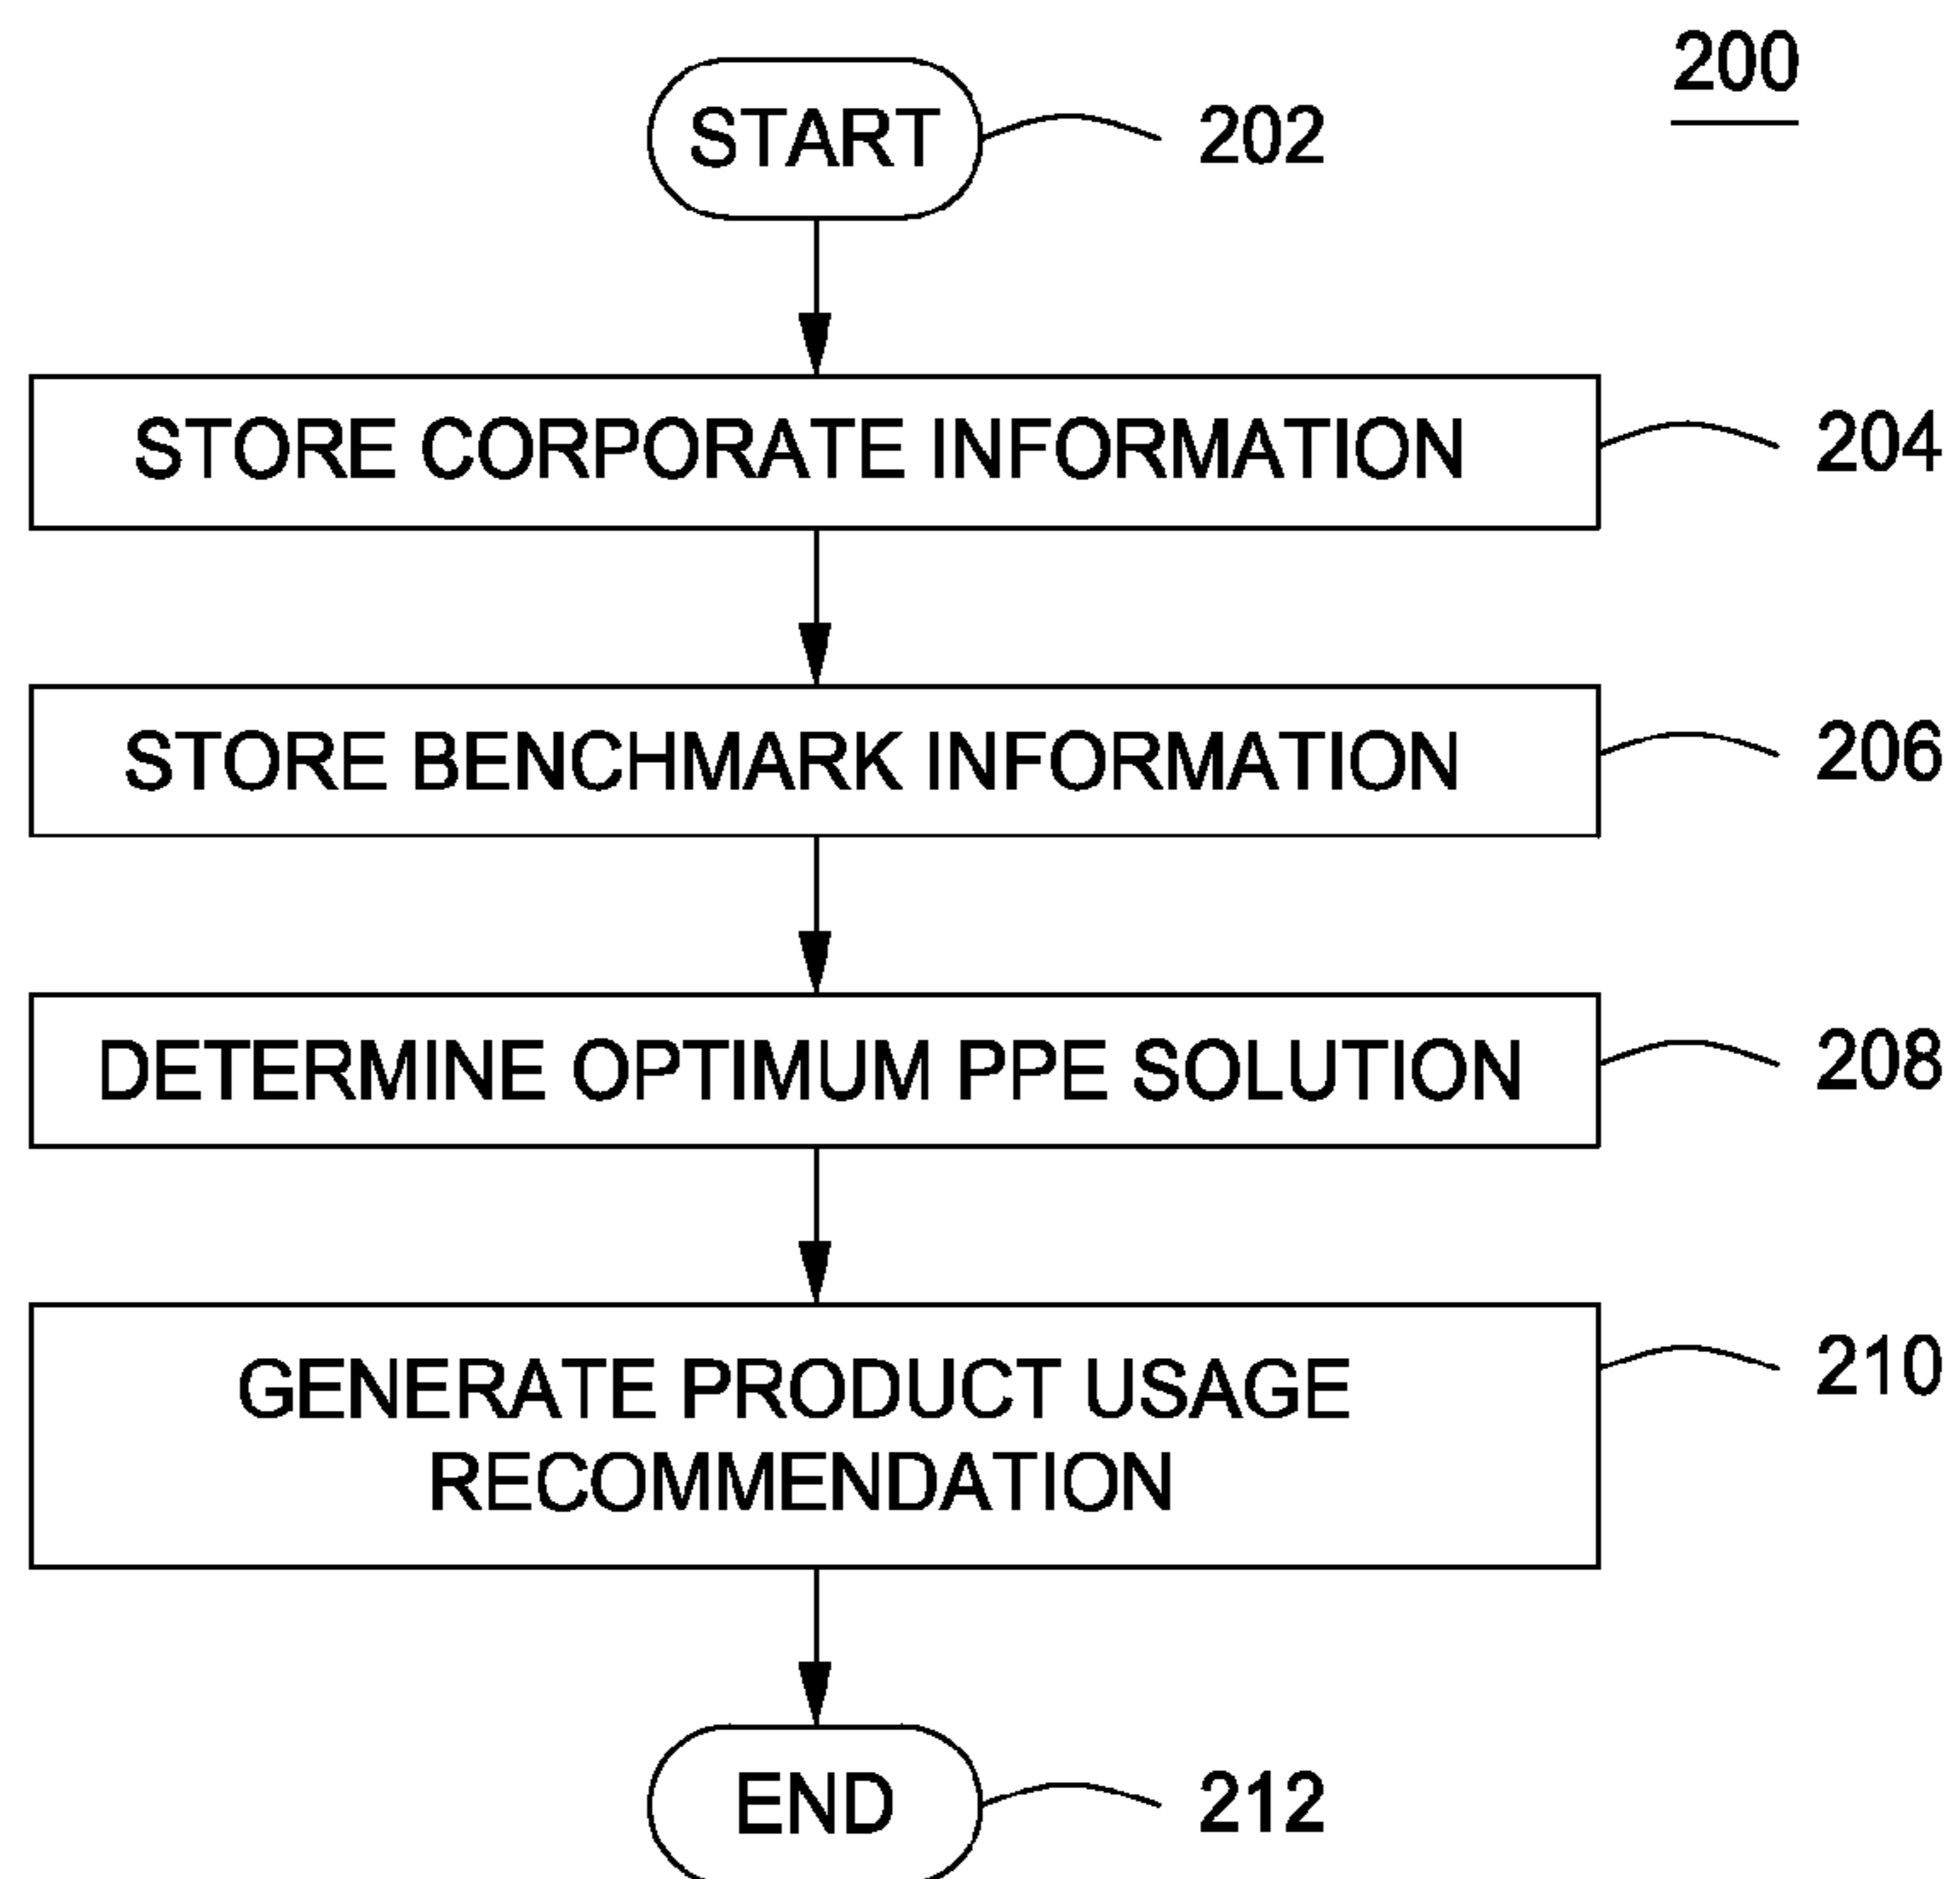 200
START
202
STORE CORPORATE INFORMATION
204
STORE BENCHMARK INFORMATION
206
DETERMINE OPTIMUM PPE SOLUTION
208
GENERATE PRODUCT USAGE
RECOMMENDATION
210
END
212